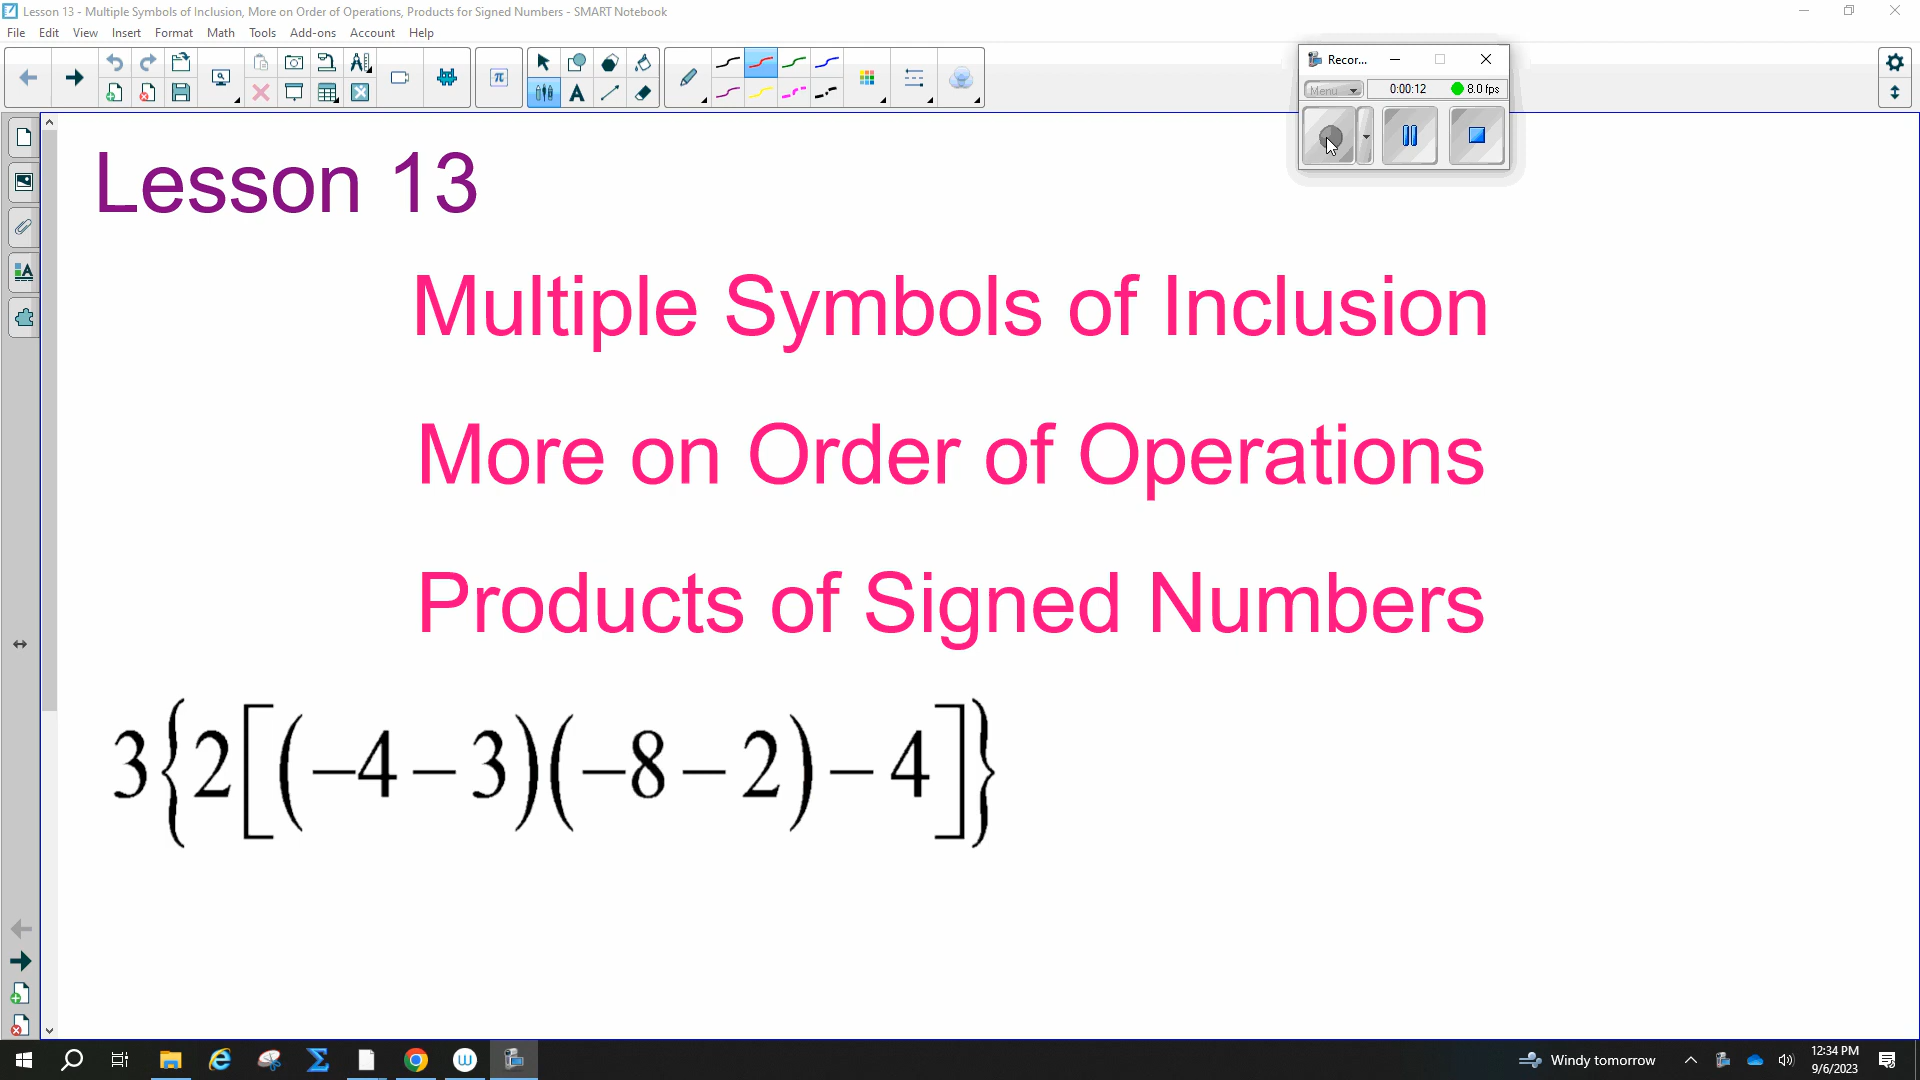 Lesson 13 - Multiple Symbols of Inclusion, More on Order of Operations, Products for Signed Numbers - SMART Notebook
File Edit View Insert Format Math Tools Add-ons Account Help
Recor...
Menu 0:00:12 8.0 fps
Lesson 13
Multiple Symbols of Inclusion
More on Order of Operations
Products of Signed Numbers
3{2[(−4−3)(−8−2)−4]}
Windy tomorrow
12:34 PM
9/6/2023